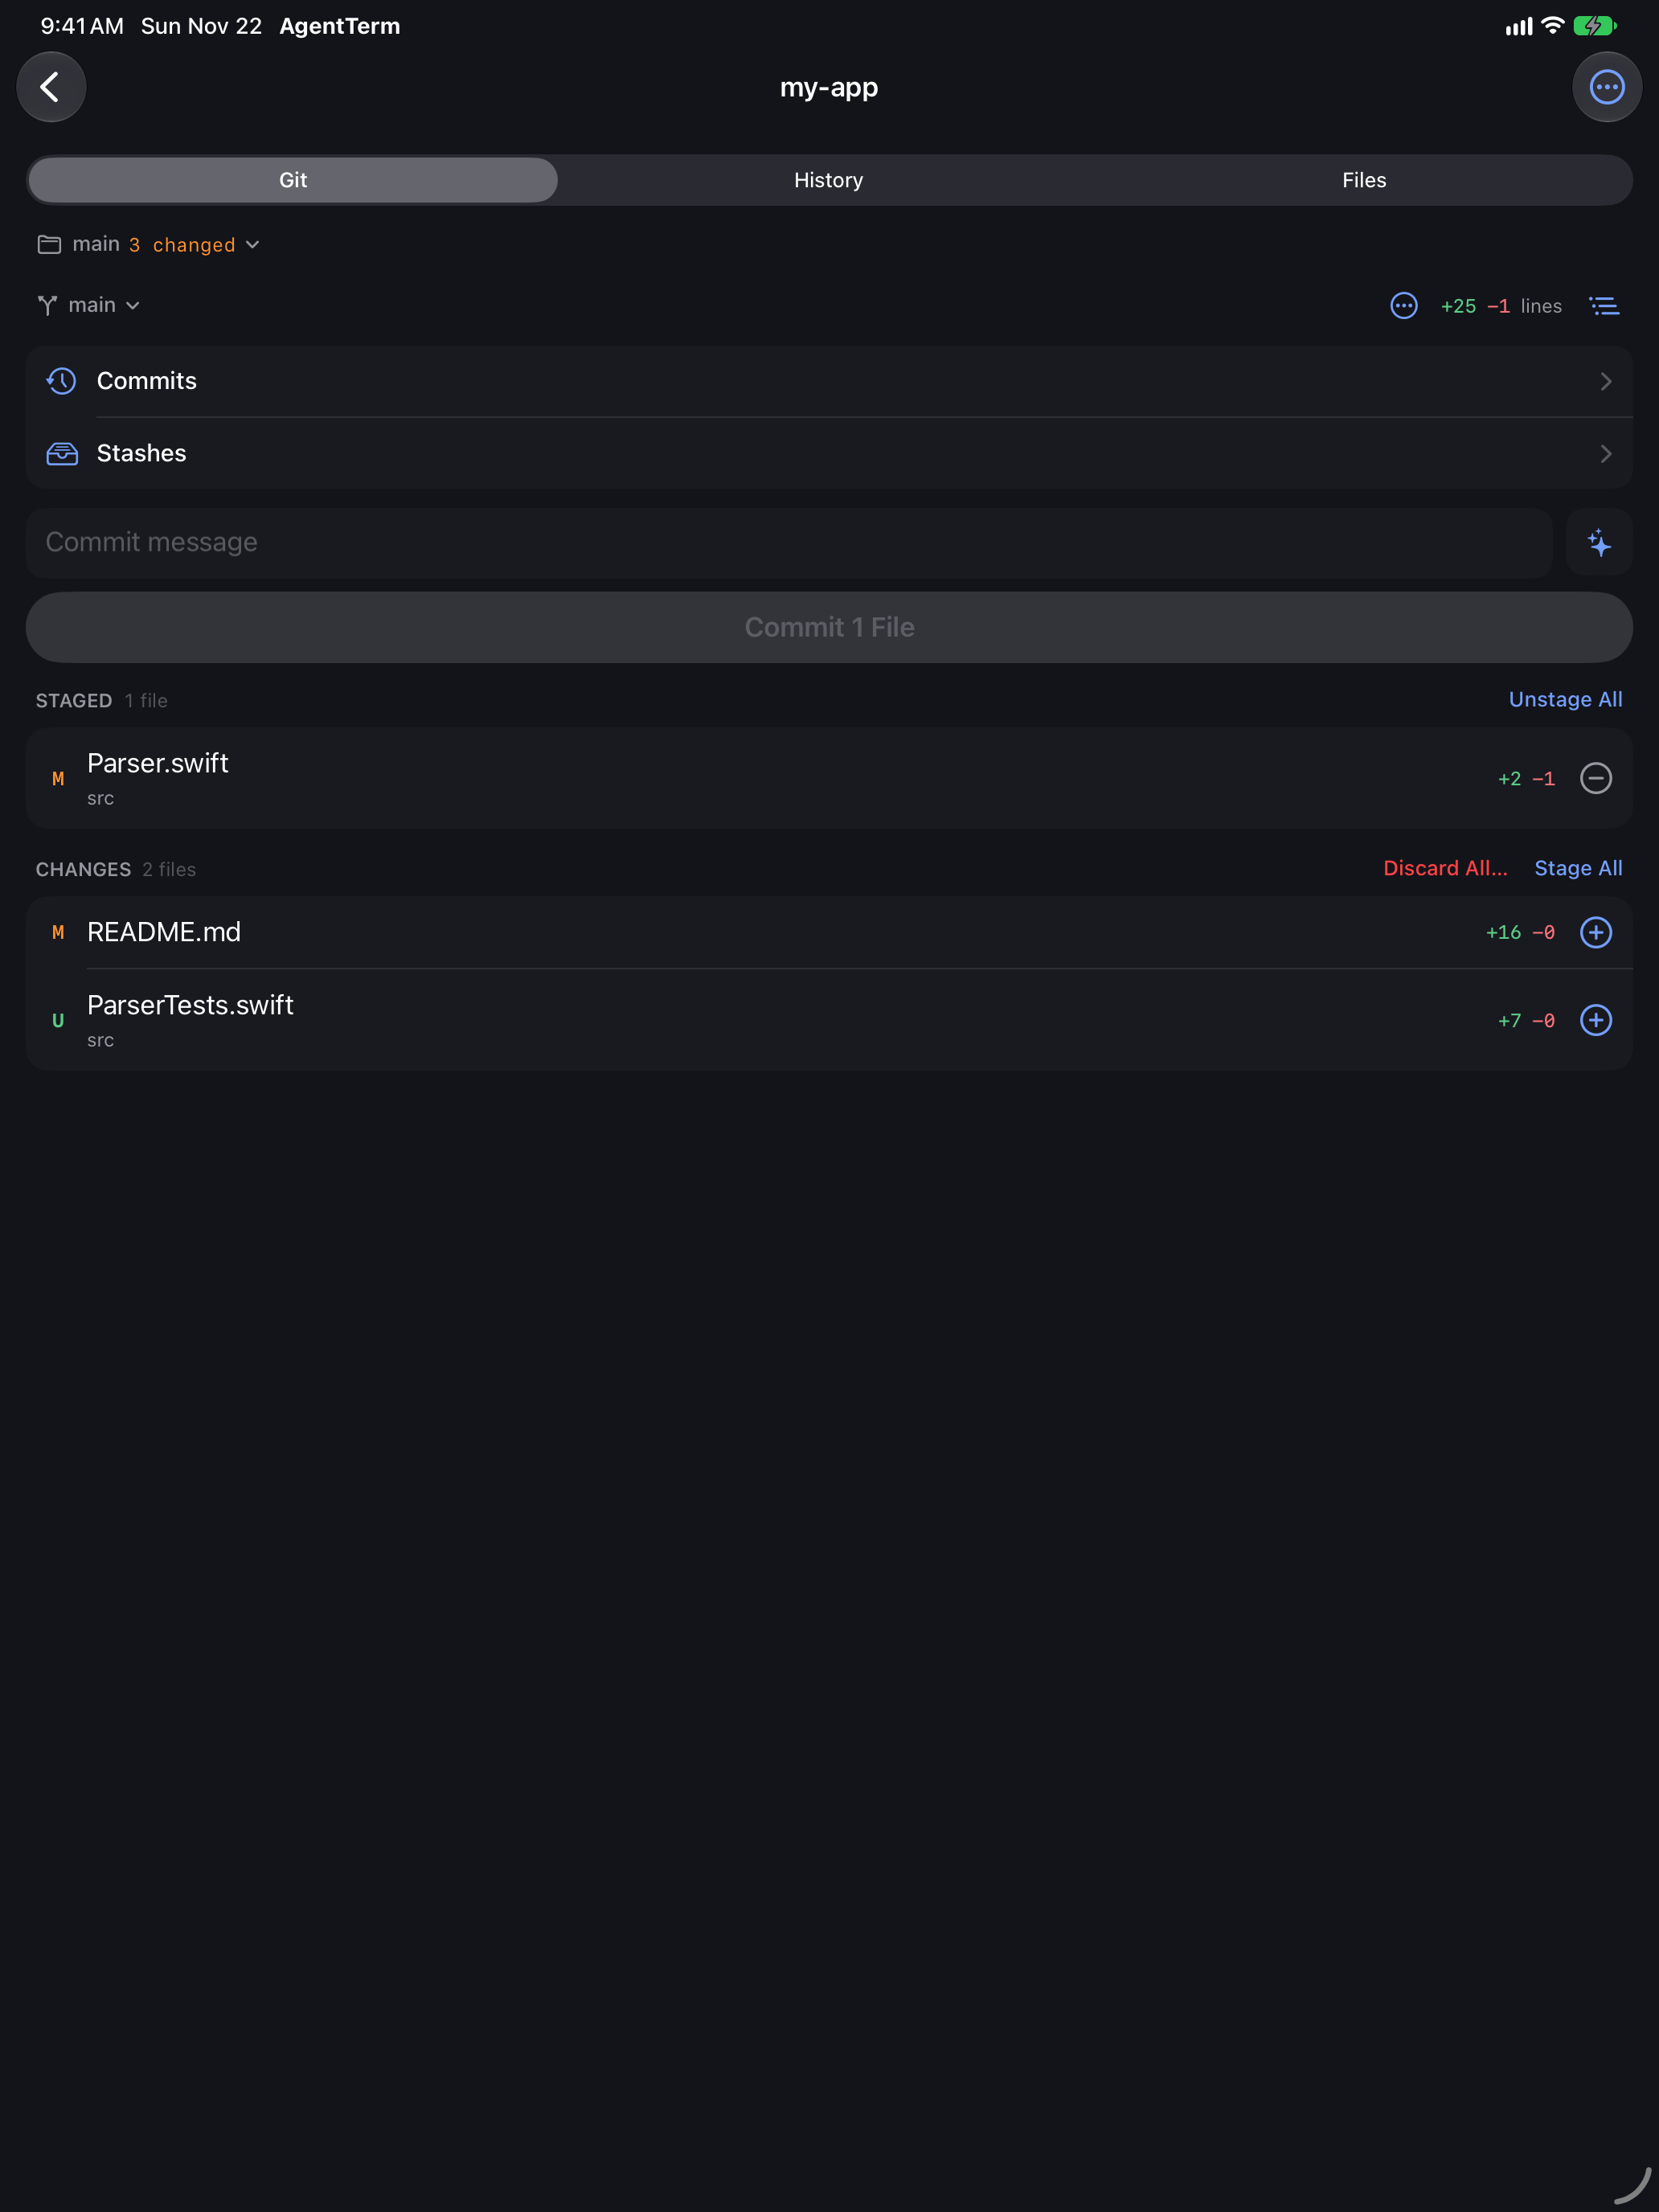 9:41 AM Sun Nov 22 AgentTerm
my-app
Git History Files
main 3 changed
main +25 −1 lines
Commits
Stashes
Commit message
Commit 1 File
STAGED 1 file Unstage All
M Parser.swift +2 −1
src
CHANGES 2 files Discard All... Stage All
M README.md +16 −0
U ParserTests.swift +7 −0
src